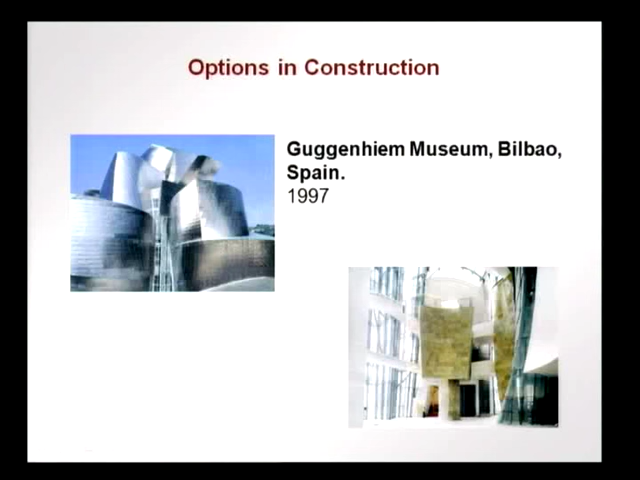 Options in Construction
Guggenhiem Museum, Bilbao,
Spain.
1997